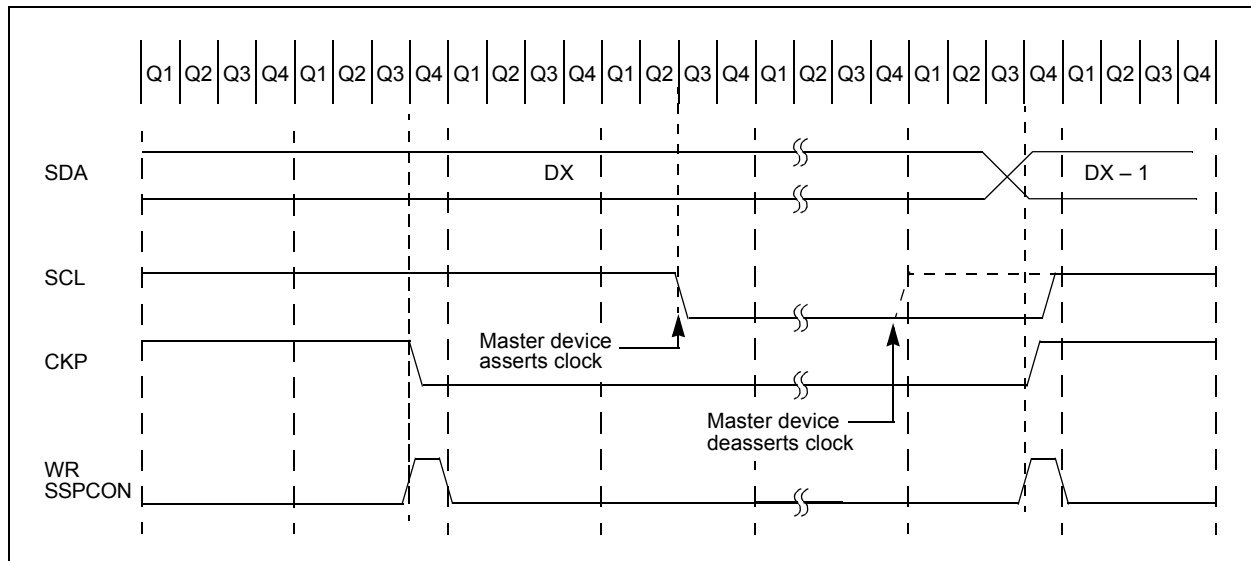 Q1 Q2 Q3 Q4 Q1 Q2 Q3 Q4 Q1 Q2 Q3 Q4 Q1 Q2 Q3 Q4 Q1 Q2 Q3 Q4 Q1 Q2 Q3 Q4 Q1 Q2 Q3 Q4
SDA
DX
DX – 1
SCL
Master device
asserts clock
CKP
Master device
deasserts clock
WR
SSPCON